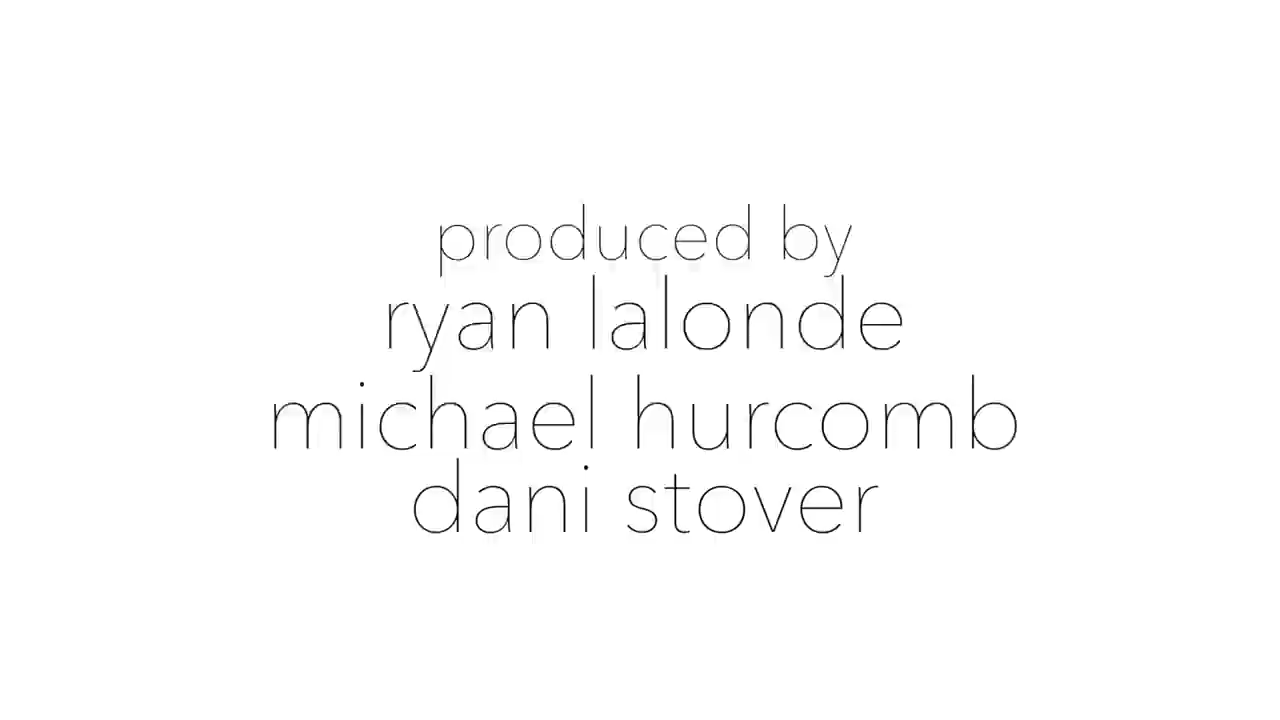 produced by
ryan lalonde
michael hurcomb
dani stover